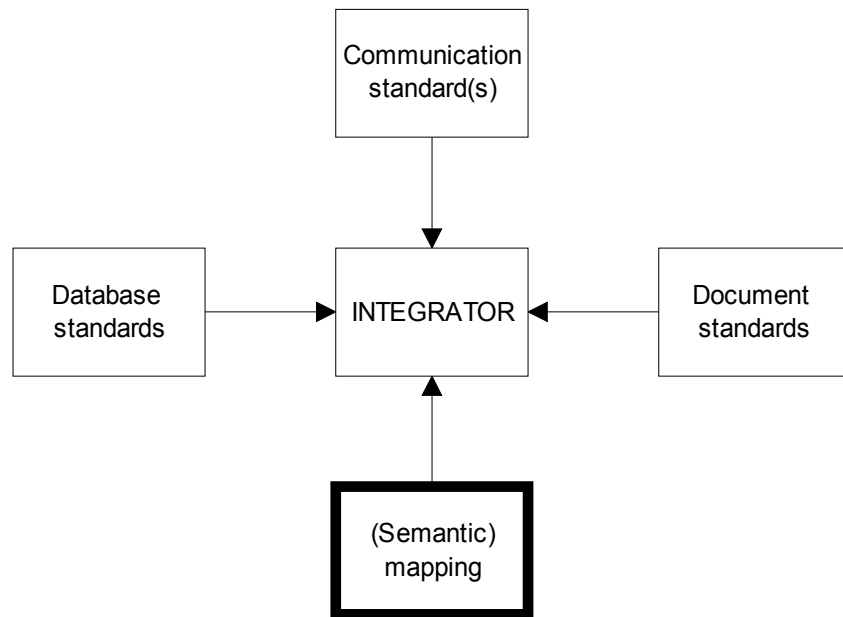 Communication
standard(s)
Database
standards
INTEGRATOR
Document
standards
(Semantic)
mapping